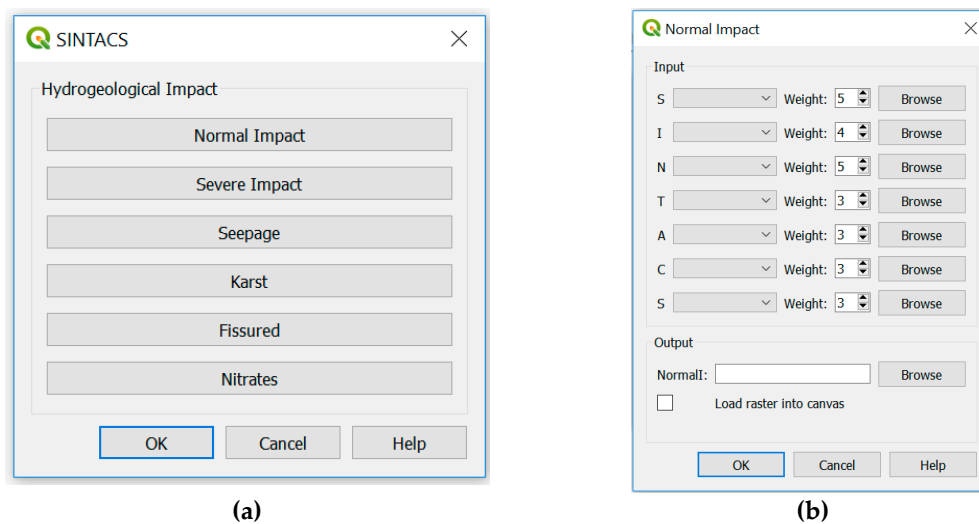 SINTACS
Hydrogeological Impact
Normal Impact
Severe Impact
Seepage
Karst
Fissured
Nitrates
OK Cancel Help
(a)
Normal Impact
Input
S Weight: 5 Browse
I Weight: 4 Browse
N Weight: 5 Browse
T Weight: 3 Browse
A Weight: 3 Browse
C Weight: 3 Browse
S Weight: 3 Browse
Output
NormalI: Browse
Load raster into canvas
OK Cancel Help
(b)